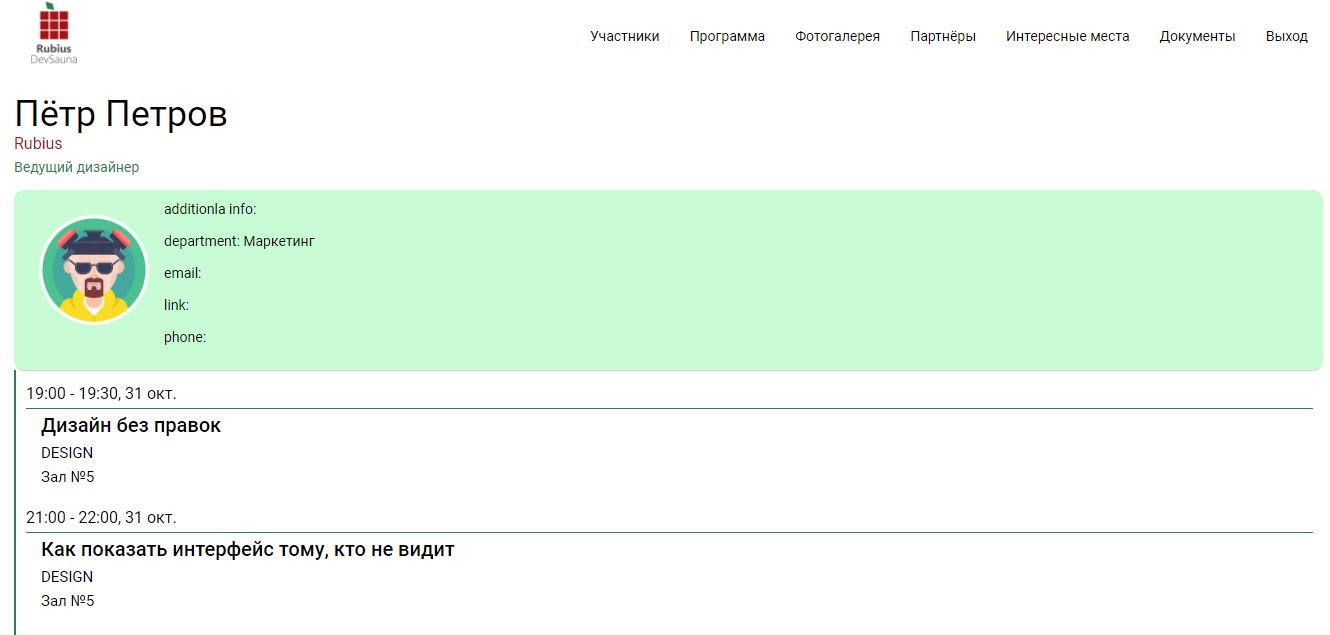 Rubius
DevSauna
Участники Программа Фотогалерея Партнёры Интересные места Документы Выход
Пётр Петров
Rubius
Ведущий дизайнер
additionla info:
department: Маркетинг
email:
link:
phone:
19:00 - 19:30, 31 окт.
Дизайн без правок
DESIGN
Зал №5
21:00 - 22:00, 31 окт.
Как показать интерфейс тому, кто не видит
DESIGN
Зал №5